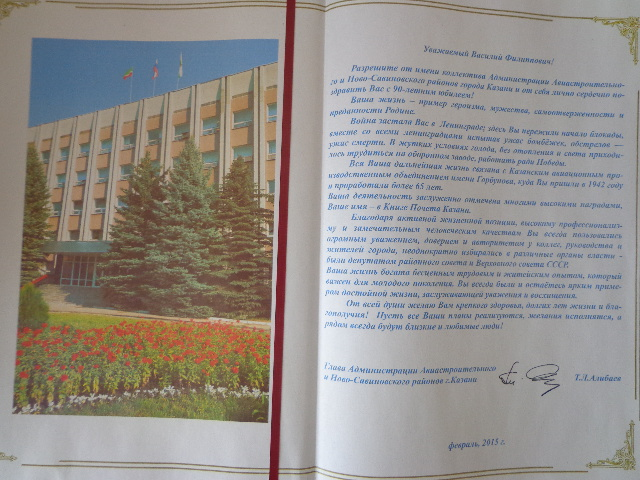 Уважаемый Василий Филиппович!
Разрешите от имени коллектива Администрации Авиастроительно-
го и Ново-Савиновского районов города Казани и от себя лично сердечно по-
здравить Вас с 90-летним юбилеем!
Ваша жизнь – пример героизма, мужества, самоотверженности и
преданности Родине.
Война застала Вас в Ленинграде; здесь Вы пережили начало блокады,
вместе со всеми ленинградцами испытав ужас бомбёжек, обстрелов —
ужас смерти. В жутких условиях голода, без отопления и света приходи-
лось трудиться на оборонном заводе, работать ради Победы.
Вся Ваша дальнейшая жизнь связана с Казанским авиационным про-
изводственным объединением имени Горбунова, куда Вы пришли в 1942 году
и проработали более 65 лет.
Ваша деятельность заслуженно отмечена многими высокими наградами,
Ваше имя – в Книге Почета Казани.
Благодаря активной жизненной позиции, высокому профессионализ-
му и замечательным человеческим качествам Вы всегда пользовались
огромным уважением, доверием и авторитетом у коллег, руководства и
жителей города, неоднократно избирались в различные органы власти –
были депутатом районного совета и Верховного совета СССР.
Ваша жизнь богата бесценным трудовым и житейским опытом, который
важен для молодого поколения. Вы всегда были и остаётесь ярким приме-
ром достойной жизни, заслуживающей уважения и восхищения.
От всей души желаю Вам крепкого здоровья, долгих лет жизни и бла-
гополучия! Пусть все Ваши планы реализуются, желания исполнятся, а
рядом всегда будут близкие и любимые люди!
Глава Администрации Авиастроительного
и Ново-Савиновского районов г.Казани Т.Л.Алибаев
февраль, 2015 г.